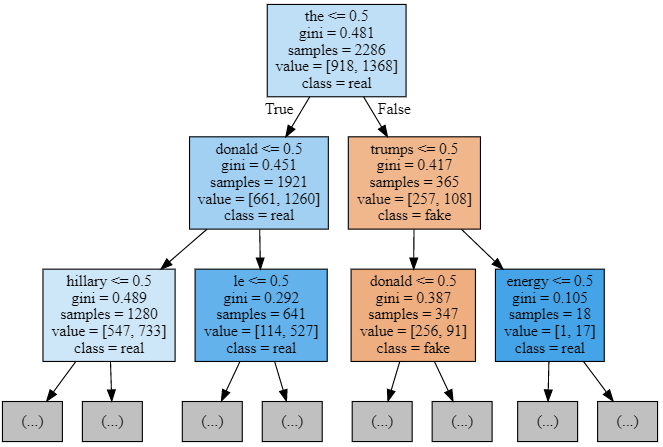 the <= 0.5
gini = 0.481
samples = 2286
value = [918, 1368]
class = real
True
False
donald <= 0.5
gini = 0.451
samples = 1921
value = [661, 1260]
class = real
trumps <= 0.5
gini = 0.417
samples = 365
value = [257, 108]
class = fake
hillary <= 0.5
gini = 0.489
samples = 1280
value = [547, 733]
class = real
le <= 0.5
gini = 0.292
samples = 641
value = [114, 527]
class = real
donald <= 0.5
gini = 0.387
samples = 347
value = [256, 91]
class = fake
energy <= 0.5
gini = 0.105
samples = 18
value = [1, 17]
class = real
(...)
(...)
(...)
(...)
(...)
(...)
(...)
(...)